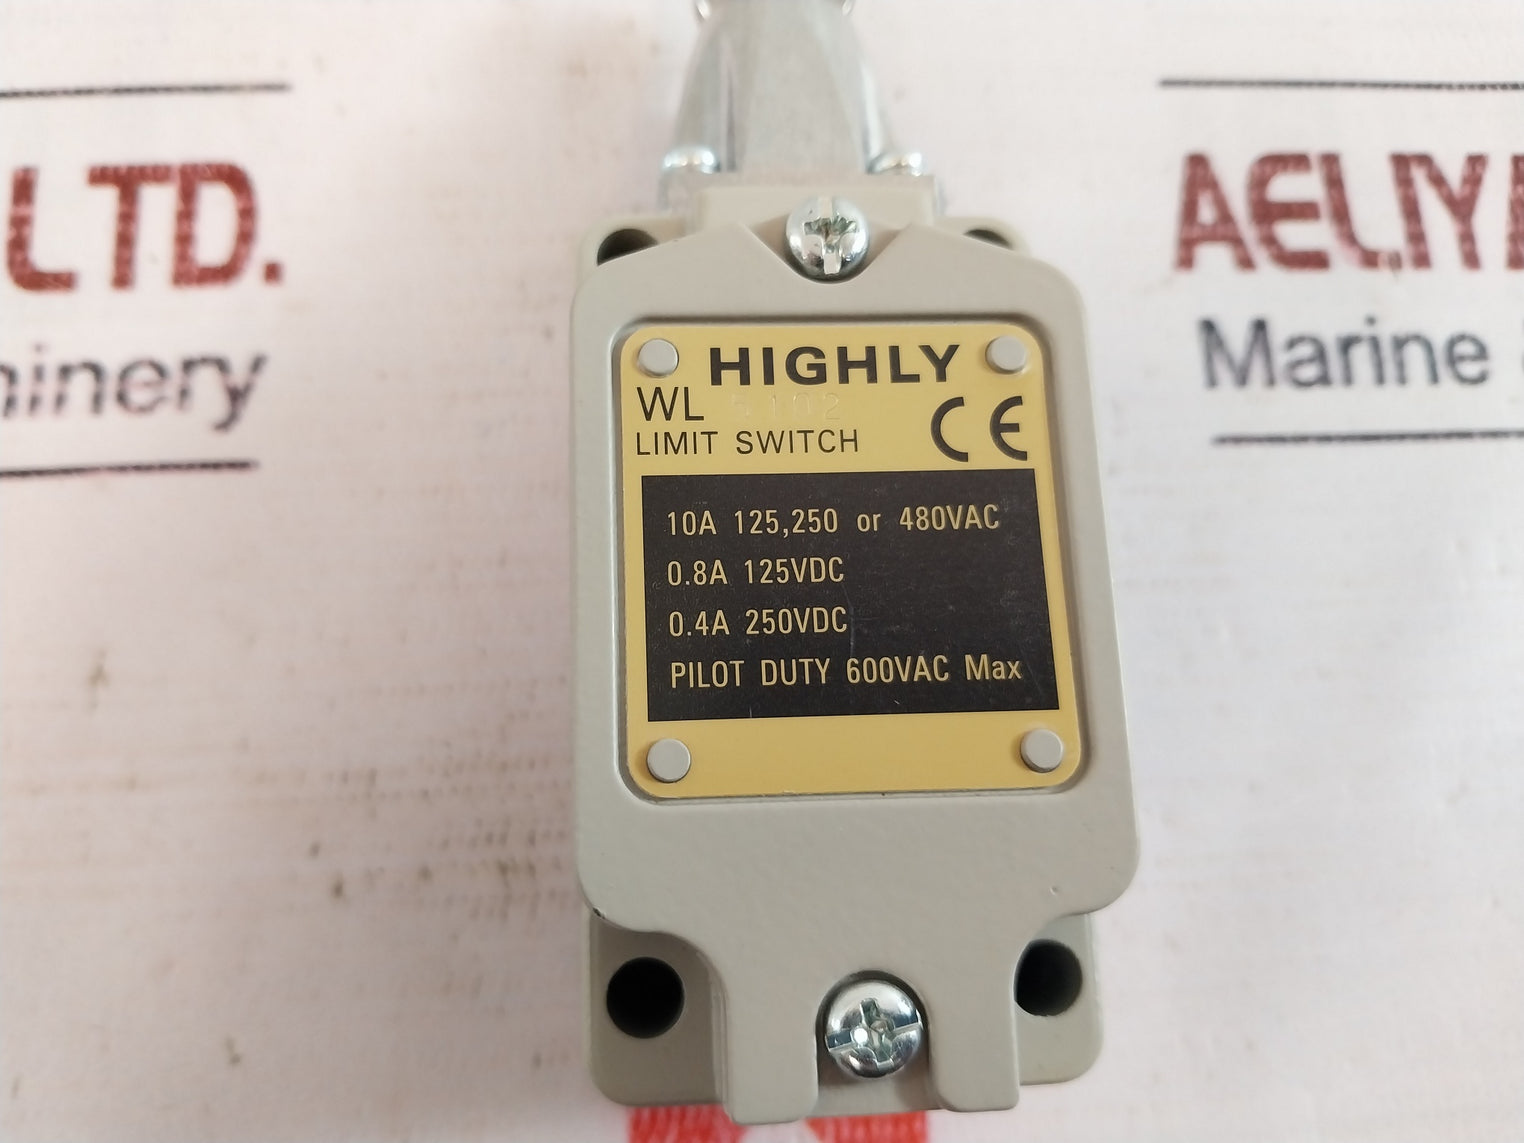 LTD.
hinery
AELIYA
Marine
HIGHLY
WL 5102
LIMIT SWITCH
CE
10A 125,250 or 480VAC
0.8A 125VDC
0.4A 250VDC
PILOT DUTY 600VAC Max